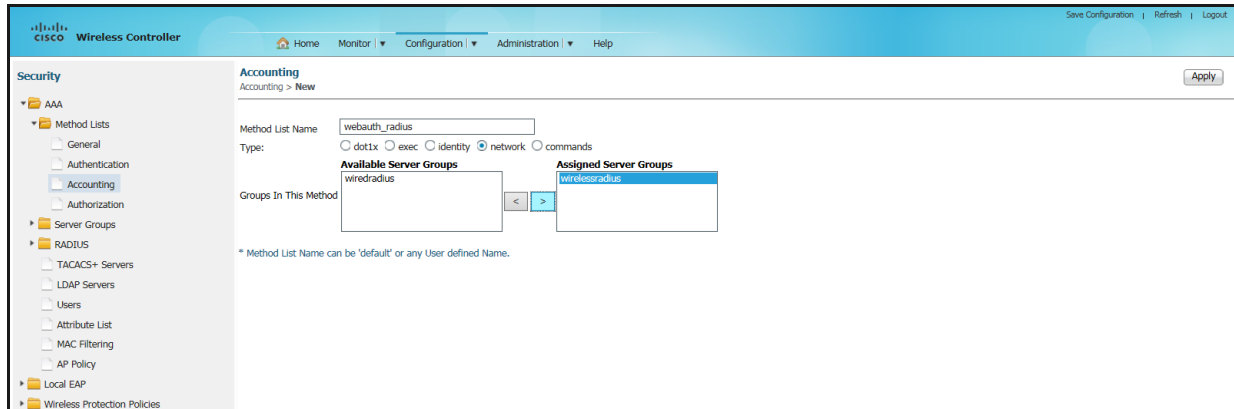 Save Configuration | Refresh | Logout
CISCO Wireless Controller
Home Monitor | Configuration | Administration | Help
Security
AAA
Method Lists
General
Authentication
Accounting
Authorization
Server Groups
RADIUS
TACACS+ Servers
LDAP Servers
Users
Attribute List
MAC Filtering
AP Policy
Local EAP
Wireless Protection Policies
Accounting
Accounting > New
Apply
Method List Name webauth_radius
Type: dot1x exec identity network commands
Available Server Groups Assigned Server Groups
wiredradius wirelessradius
Groups In This Method < >
* Method List Name can be 'default' or any User defined Name.